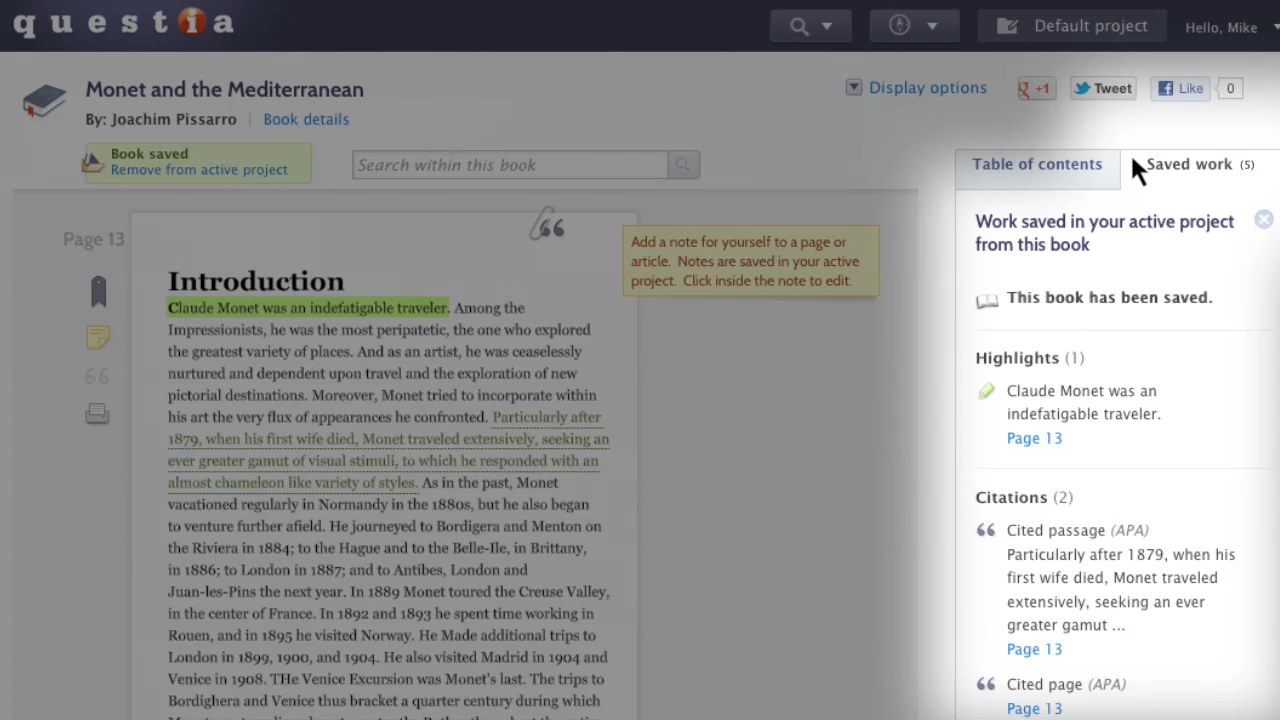 questia
Default project
Hello, Mike
Monet and the Mediterranean
By: Joachim Pissarro | Book details
Display options
+1
Tweet
Like
0
Book saved
Remove from active project
Search within this book
Page 13
Introduction
Claude Monet was an indefatigable traveler. Among the
Impressionists, he was the most peripatetic, the one who explored
the greatest variety of places. And as an artist, he was ceaselessly
nurtured and dependent upon travel and the exploration of new
pictorial destinations. Moreover, Monet tried to incorporate within
his art the very flux of appearances he confronted. Particularly after
1879, when his first wife died, Monet traveled extensively, seeking an
ever greater gamut of visual stimuli, to which he responded with an
almost chameleon like variety of styles. As in the past, Monet
vacationed regularly in Normandy in the 1880s, but he also began
to venture further afield. He journeyed to Bordigera and Menton on
the Riviera in 1884; to the Hague and to the Belle-Ile, in Brittany,
in 1886; to London in 1887; and to Antibes, London and
Juan-les-Pins the next year. In 1889 Monet toured the Creuse Valley,
in the center of France. In 1892 and 1893 he spent time working in
Rouen, and in 1895 he visited Norway. He Made additional trips to
London in 1899, 1900, and 1904. He also visited Madrid in 1904 and
Venice in 1908. THe Venice Excursion was Monet's last. The trips to
Bordighera and Venice thus bracket a quarter century during which
Add a note for yourself to a page or
article. Notes are saved in your active
project. Click inside the note to edit.
Table of contents
Saved work (5)
Work saved in your active project
from this book
This book has been saved.
Highlights (1)
Claude Monet was an
indefatigable traveler.
Page 13
Citations (2)
Cited passage (APA)
Particularly after 1879, when his
first wife died, Monet traveled
extensively, seeking an ever
greater gamut ...
Page 13
Cited page (APA)
Page 13